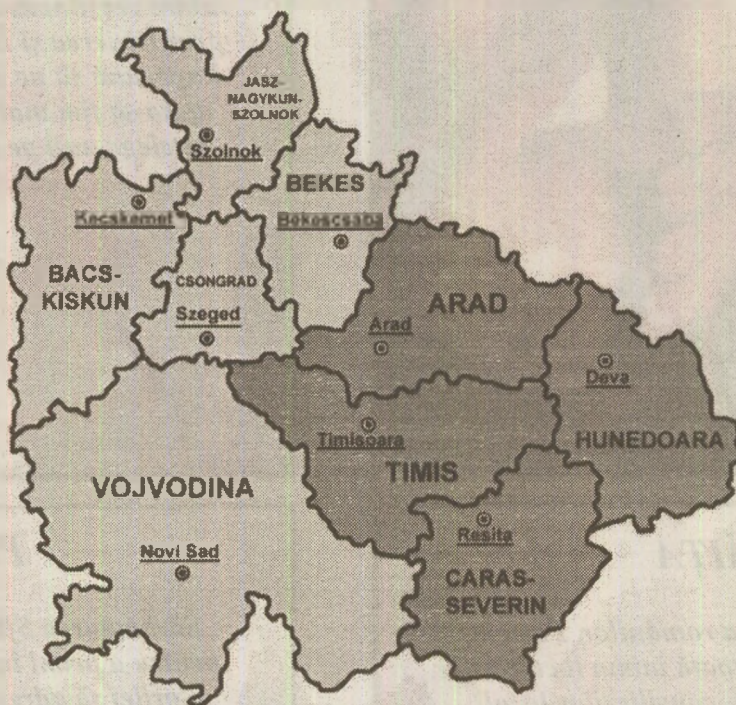 JASZ-
NAGYKUN-
SZOLNOK
Szolnok
BEKES
Kecskemet
Bekescsaba
BACS-
KISKUN
CSONGRAD
Szeged
ARAD
Arad
Deva
HUNEDOARA
Timisoara
TIMIS
VOJVODINA
Resita
Novi Sad
CARAS-
SEVERIN